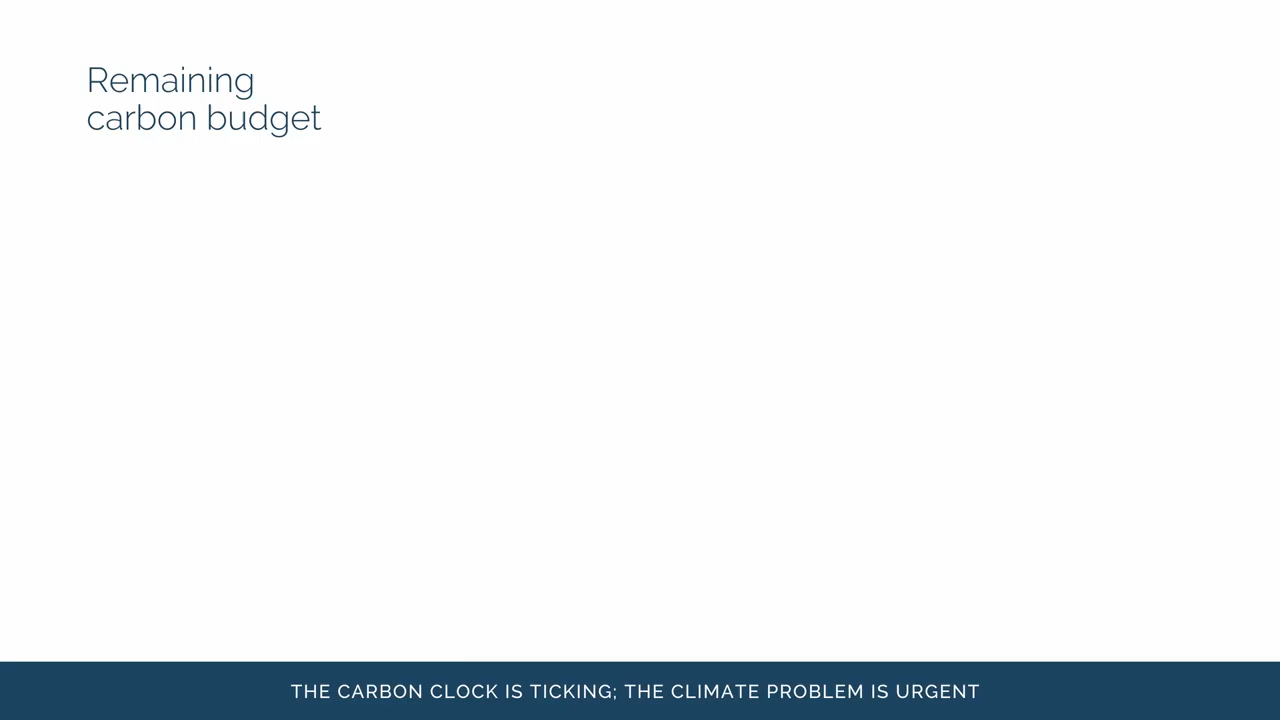 Remaining
carbon budget
THE CARBON CLOCK IS TICKING; THE CLIMATE PROBLEM IS URGENT